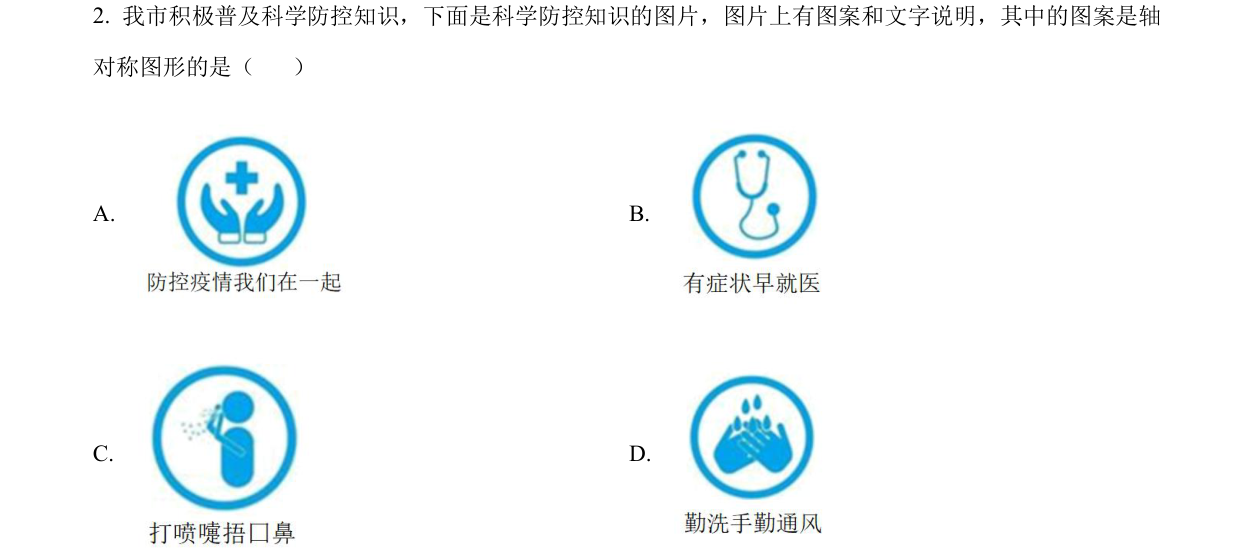 2. 我市积极普及科学防控知识，下面是科学防控知识的图片，图片上有图案和文字说明，其中的图案是轴
对称图形的是（　　）
A.
防控疫情我们在一起
B.
有症状早就医
C.
打喷嚏捂口鼻
D.
勤洗手勤通风